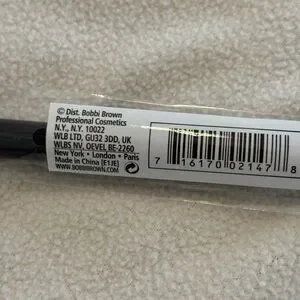 © Dist. Bobbi Brown
Professional Cosmetics
N.Y., N.Y. 10022
WLB LTD, GU32 3DD, UK
WLBS NV, OEVEL BE-2260
New York • London • Paris
Made in China [E1JE]
WWW.BOBBIBROWN.COM
7 16170 02147 8